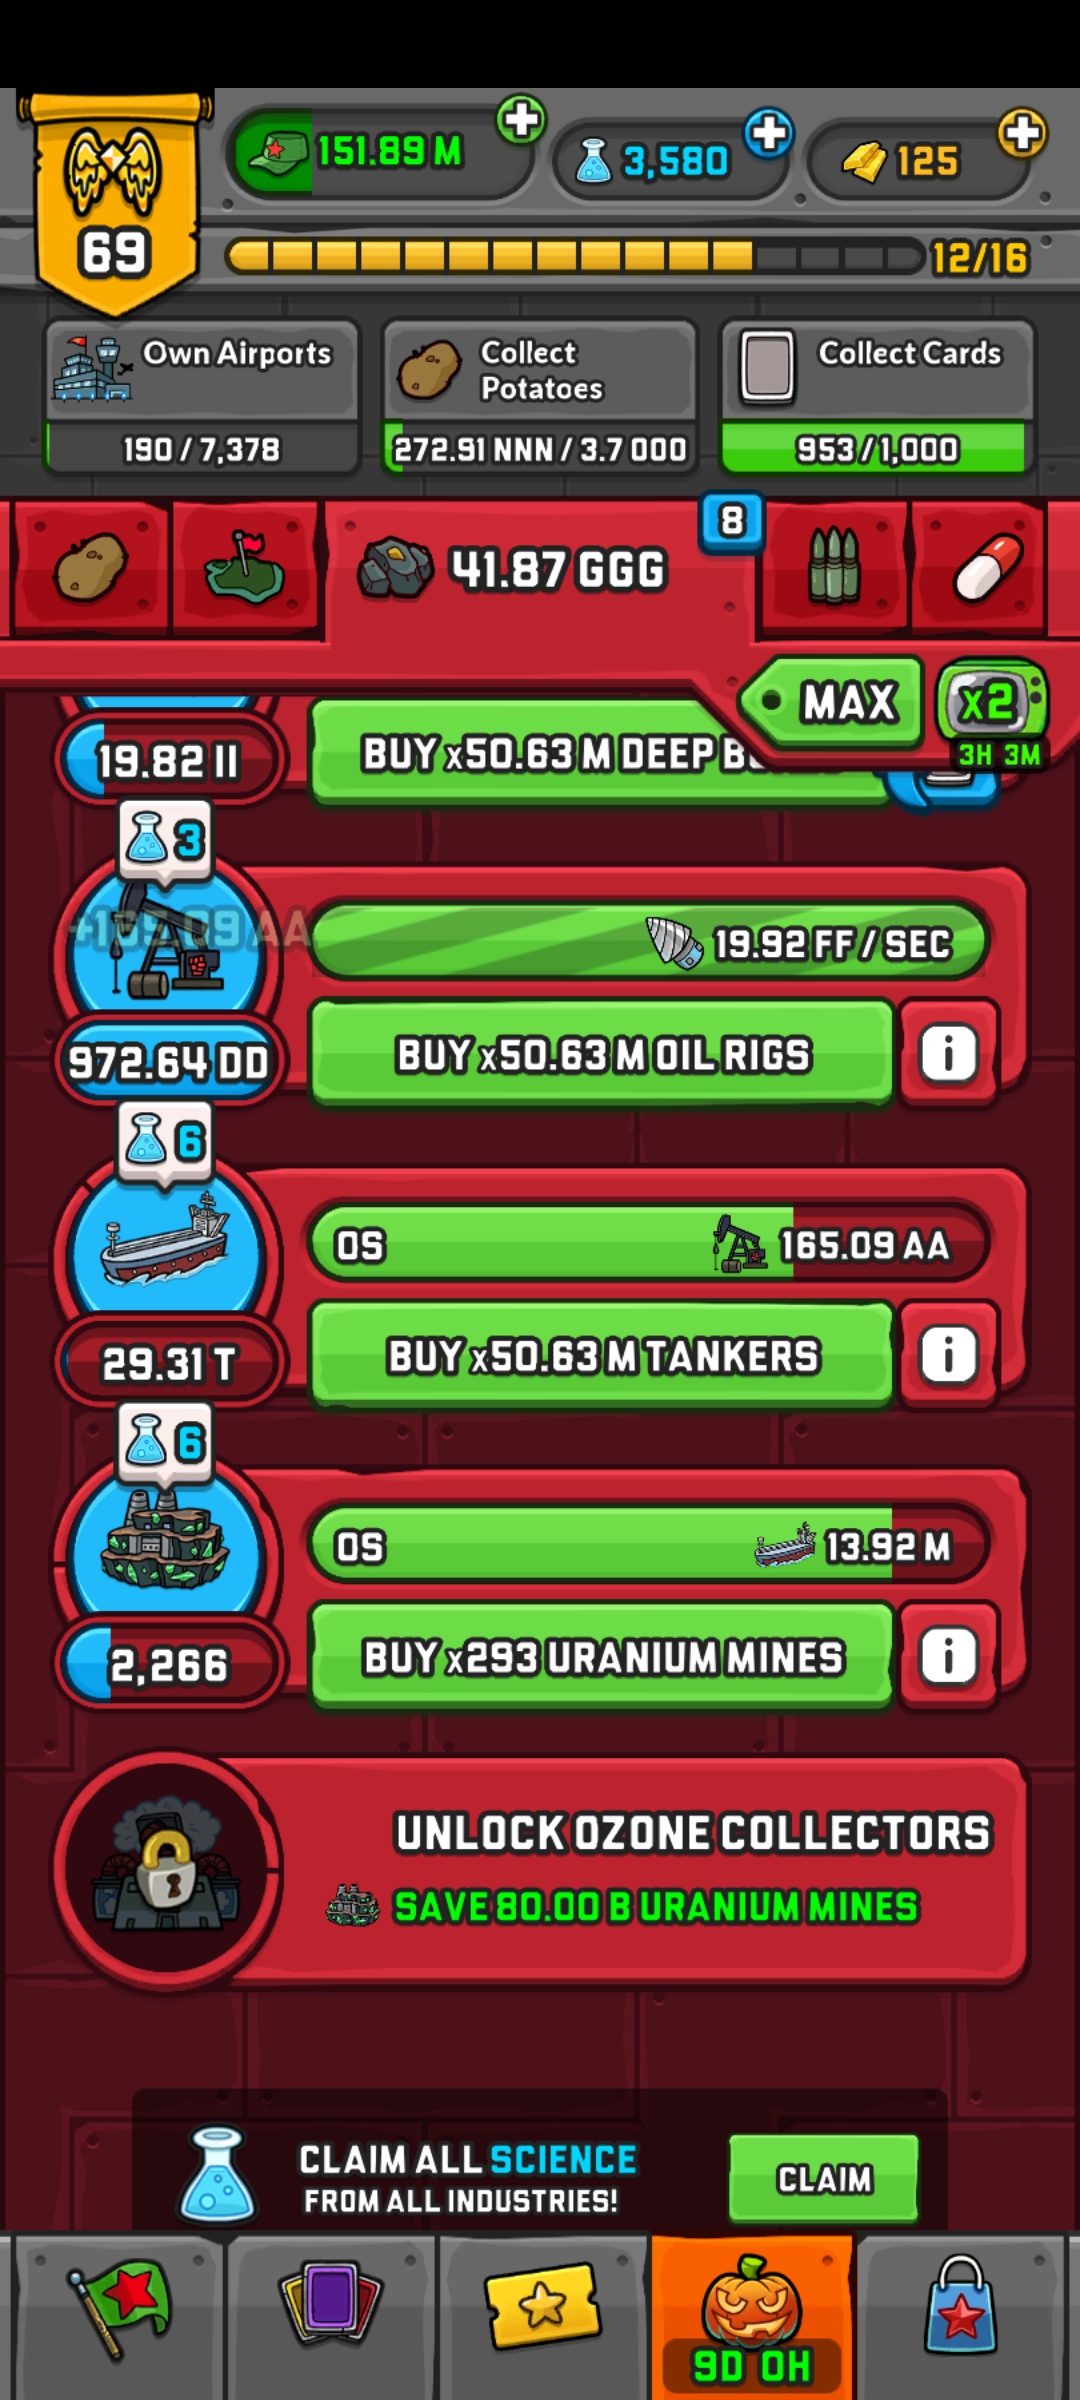 151.89 M
3,580
125
69
12/16
Own Airports
190 / 7,378
Collect
Potatoes
272.91 NNN / 3.7 OOO
Collect Cards
953 / 1,000
41.87 GGG
8
MAX
x2
3H 3M
19.82 II
BUY x50.63 M DEEP
3
19.92 FF / SEC
972.64 DD
BUY x50.63 M OIL RIGS
i
6
0S
165.09 AA
29.31 T
BUY x50.63 M TANKERS
i
6
0S
13.92 M
2,266
BUY x293 URANIUM MINES
i
UNLOCK OZONE COLLECTORS
SAVE 80.00 B URANIUM MINES
CLAIM ALL SCIENCE
FROM ALL INDUSTRIES!
CLAIM
9D 0H